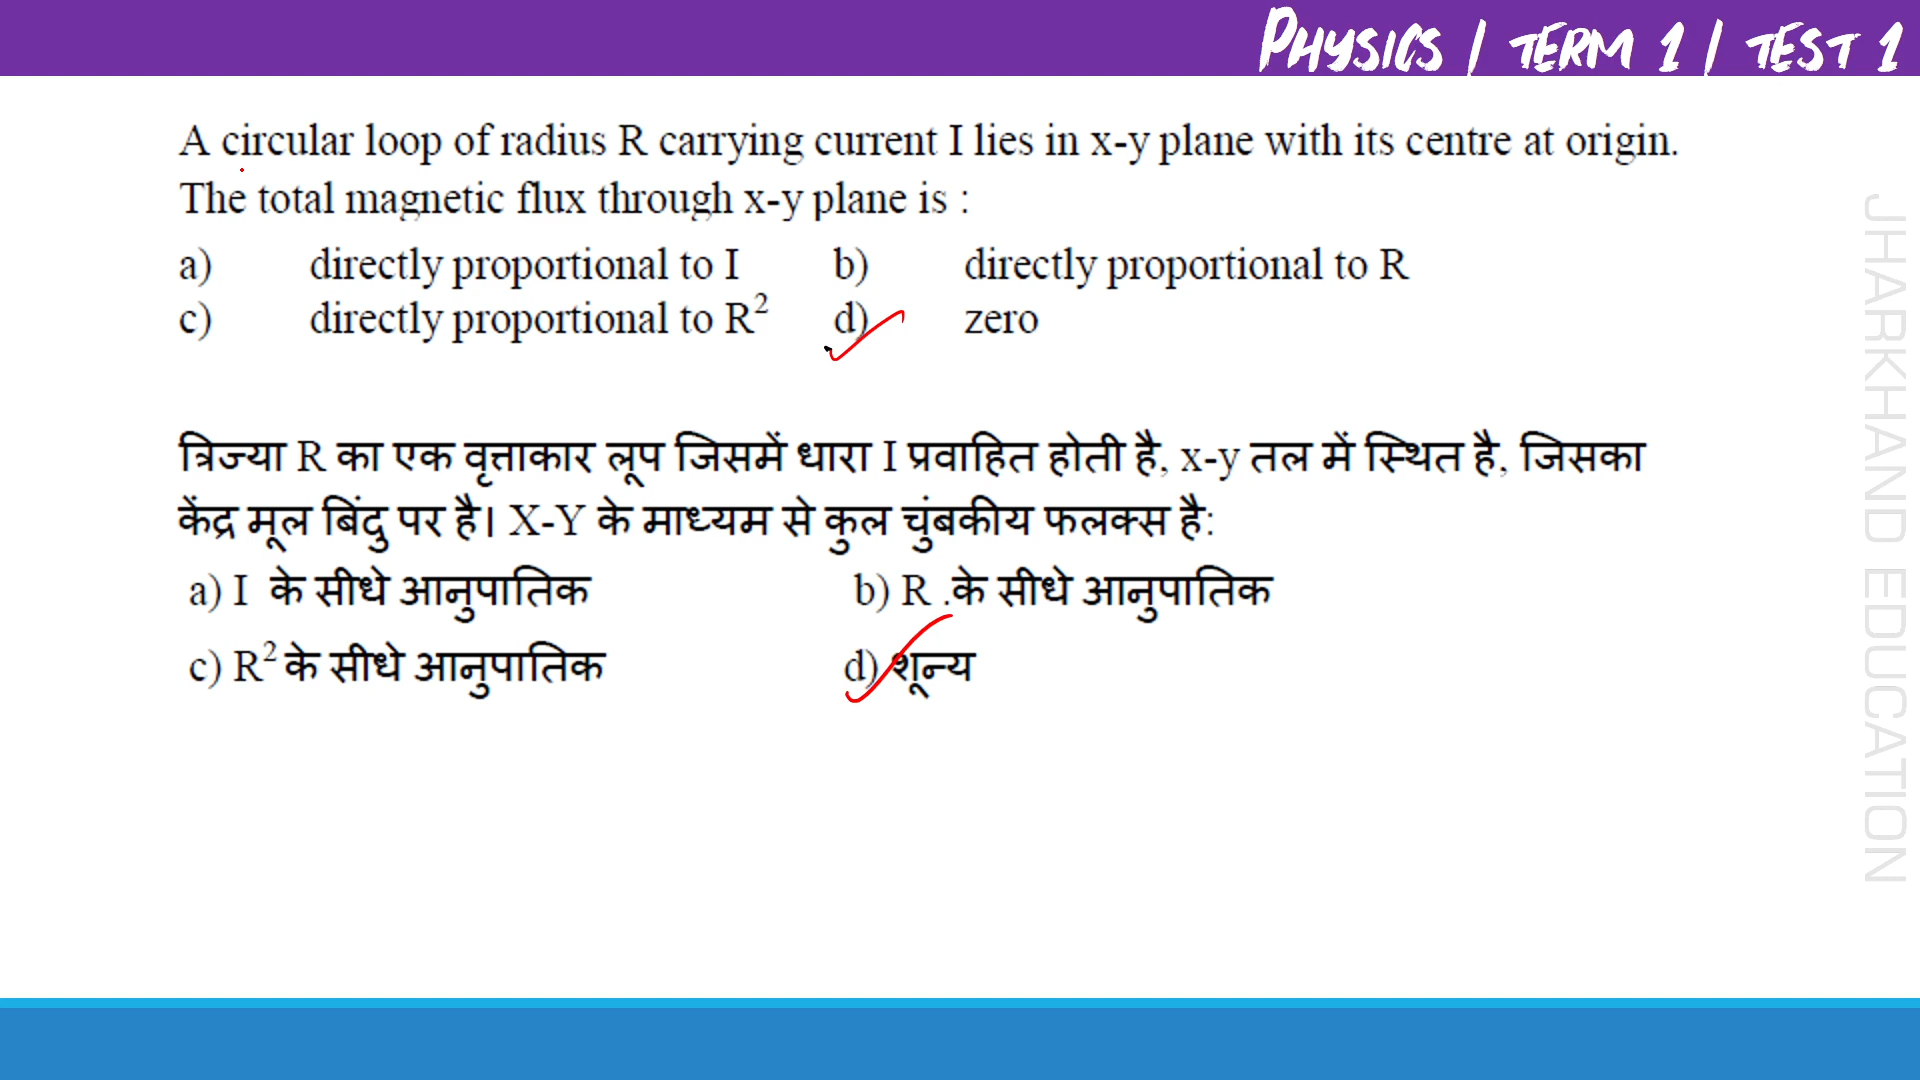 PHYSICS | TERM 1 | TEST 1
A circular loop of radius R carrying current I lies in x-y plane with its centre at origin.
The total magnetic flux through x-y plane is :
a) directly proportional to I b) directly proportional to R
c) directly proportional to R² d) zero
त्रिज्या R का एक वृत्ताकार लूप जिसमें धारा I प्रवाहित होती है, x-y तल में स्थित है, जिसका
केंद्र मूल बिंदु पर है। X-Y के माध्यम से कुल चुंबकीय फलक्स है:
a) I के सीधे आनुपातिक b) R .के सीधे आनुपातिक
c) R² के सीधे आनुपातिक d) शून्य
JHARKHAND EDUCATION